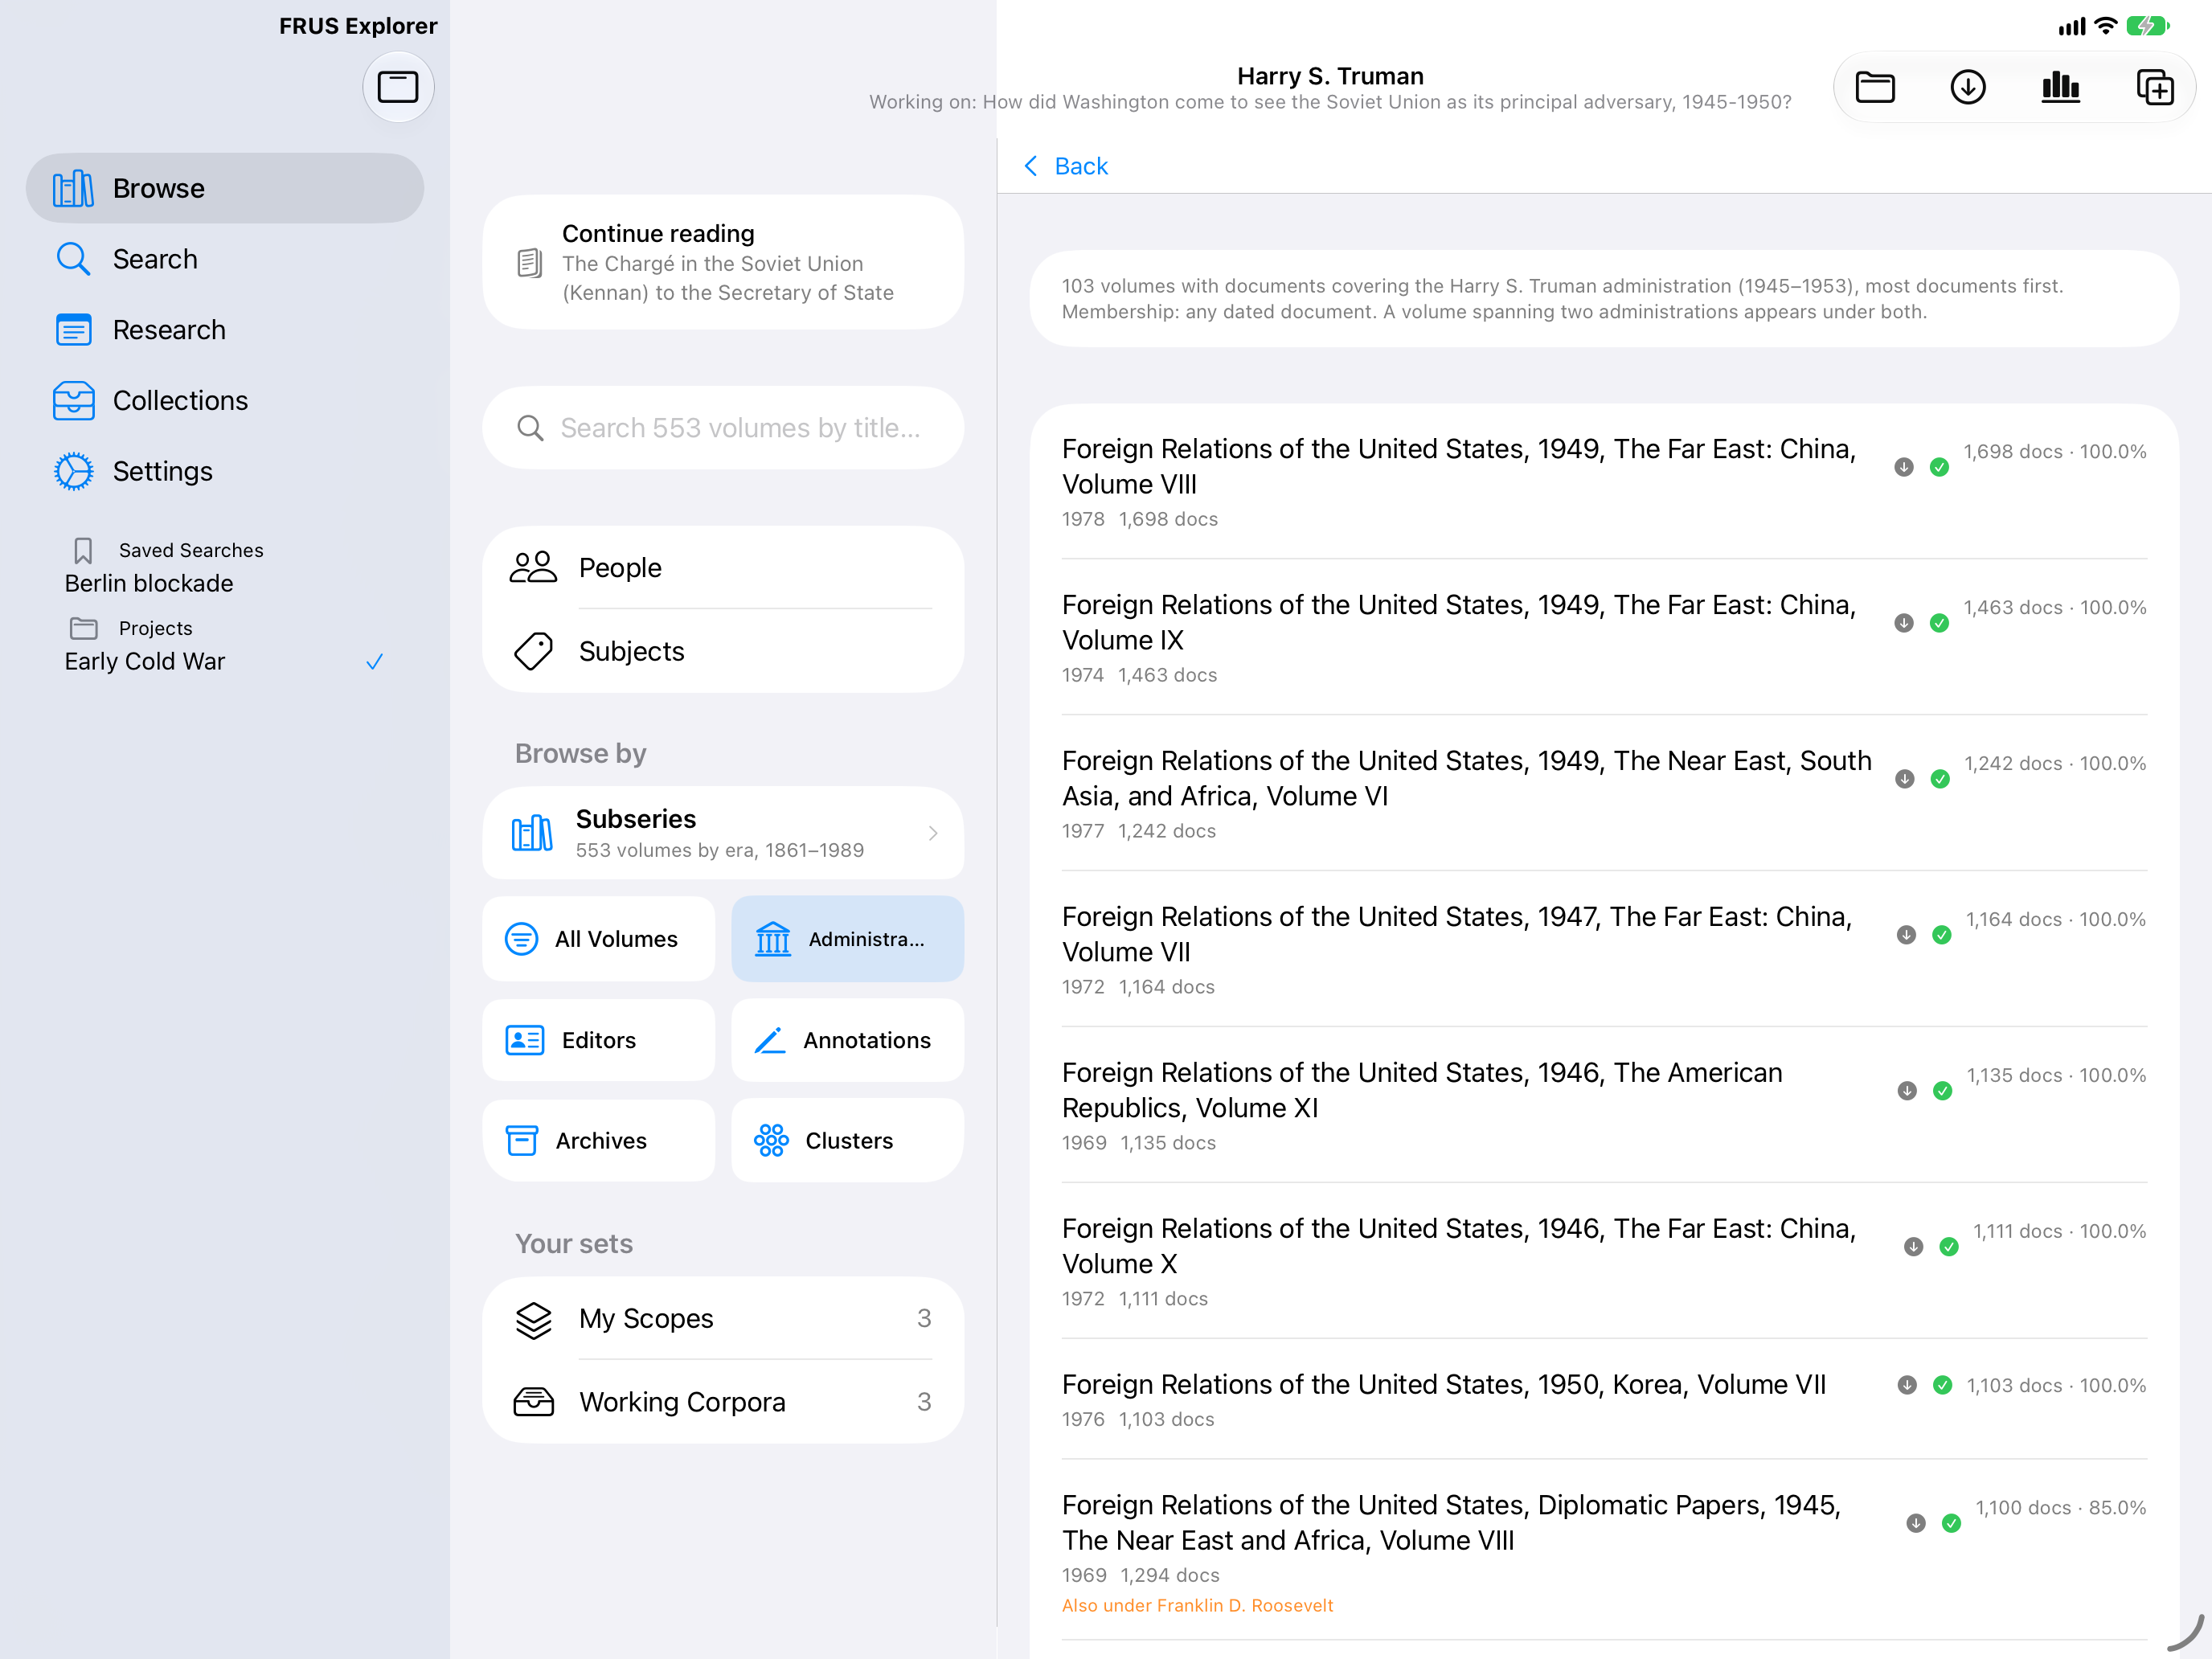 FRUS Explorer
Browse
Search
Research
Collections
Settings
Saved Searches
Berlin blockade
Projects
Early Cold War
Continue reading
The Chargé in the Soviet Union
(Kennan) to the Secretary of State
Search 553 volumes by title...
People
Subjects
Browse by
Subseries
553 volumes by era, 1861–1989
All Volumes
Administra...
Editors
Annotations
Archives
Clusters
Your sets
My Scopes 3
Working Corpora 3
Harry S. Truman
Working on: How did Washington come to see the Soviet Union as its principal adversary, 1945-1950?
Back
103 volumes with documents covering the Harry S. Truman administration (1945–1953), most documents first.
Membership: any dated document. A volume spanning two administrations appears under both.
Foreign Relations of the United States, 1949, The Far East: China,
Volume VIII
1,698 docs · 100.0%
1978 1,698 docs
Foreign Relations of the United States, 1949, The Far East: China,
Volume IX
1,463 docs · 100.0%
1974 1,463 docs
Foreign Relations of the United States, 1949, The Near East, South
Asia, and Africa, Volume VI
1,242 docs · 100.0%
1977 1,242 docs
Foreign Relations of the United States, 1947, The Far East: China,
Volume VII
1,164 docs · 100.0%
1972 1,164 docs
Foreign Relations of the United States, 1946, The American
Republics, Volume XI
1,135 docs · 100.0%
1969 1,135 docs
Foreign Relations of the United States, 1946, The Far East: China,
Volume X
1,111 docs · 100.0%
1972 1,111 docs
Foreign Relations of the United States, 1950, Korea, Volume VII
1,103 docs · 100.0%
1976 1,103 docs
Foreign Relations of the United States, Diplomatic Papers, 1945,
The Near East and Africa, Volume VIII
1,100 docs · 85.0%
1969 1,294 docs
Also under Franklin D. Roosevelt